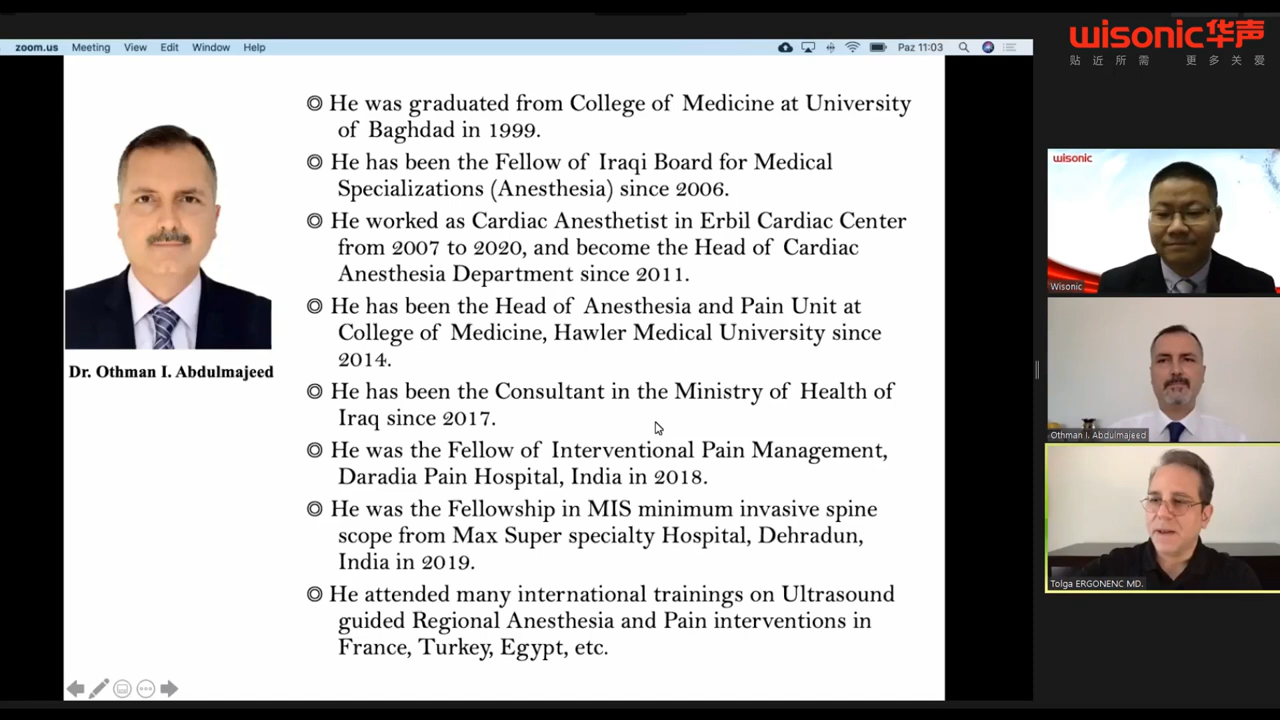 zoom.us Meeting View Edit Window Help Paz 11:03
wisonic华声
贴近所需 更多关爱
◎ He was graduated from College of Medicine at University
of Baghdad in 1999.
◎ He has been the Fellow of Iraqi Board for Medical
Specializations (Anesthesia) since 2006.
◎ He worked as Cardiac Anesthetist in Erbil Cardiac Center
from 2007 to 2020, and become the Head of Cardiac
Anesthesia Department since 2011.
◎ He has been the Head of Anesthesia and Pain Unit at
College of Medicine, Hawler Medical University since
2014.
◎ He has been the Consultant in the Ministry of Health of
Iraq since 2017.
◎ He was the Fellow of Interventional Pain Management,
Daradia Pain Hospital, India in 2018.
◎ He was the Fellowship in MIS minimum invasive spine
scope from Max Super specialty Hospital, Dehradun,
India in 2019.
◎ He attended many international trainings on Ultrasound
guided Regional Anesthesia and Pain interventions in
France, Turkey, Egypt, etc.
Dr. Othman I. Abdulmajeed
wisonic
Wisonic
Othman I. Abdulmajeed
Tolga ERGONENC MD.